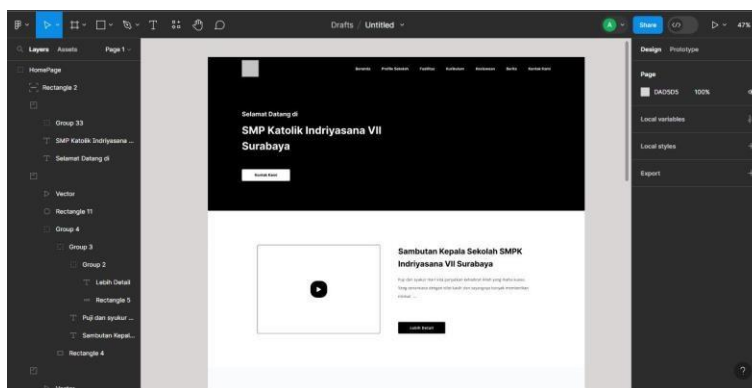 Drafts / Untitled
A
Share
47%
Layers
Assets
Page 1
Design
Prototype
HomePage
Rectangle 2
Group 33
SMP Katolik Indriyasana ...
Selamat Datang di
Vector
Rectangle 11
Group 4
Group 3
Group 2
Lebih Detail
Rectangle 5
Puji dan syukur ...
Sambutan Kepal...
Rectangle 4
Beranda
Profile Sekolah
Fasilitas
Kurikulum
Kesiswaan
Berita
Kontak Kami
Selamat Datang di
SMP Katolik Indriyasana VII
Surabaya
Kontak Kami
Sambutan Kepala Sekolah SMPK
Indriyasana VII Surabaya
Lebih Detail
Page
DAD5D5
100%
Local variables
Local styles
Export
?